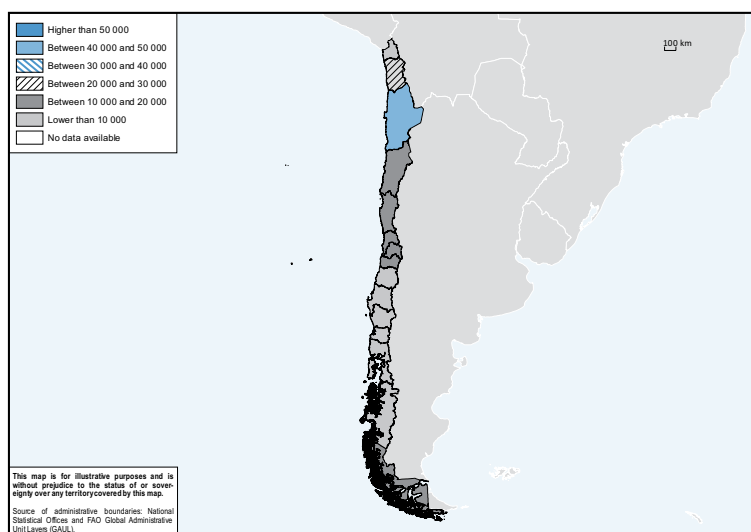 Higher than 50 000
Between 40 000 and 50 000
Between 30 000 and 40 000
Between 20 000 and 30 000
Between 10 000 and 20 000
Lower than 10 000
No data available
100 km
This map is for illustrative purposes and is
without prejudice to the status of or sover-
eignty over any territory covered by this map.
Source of administrative boundaries: National
Statistical Offices and FAO Global Administrative
Unit Layers (GAUL).